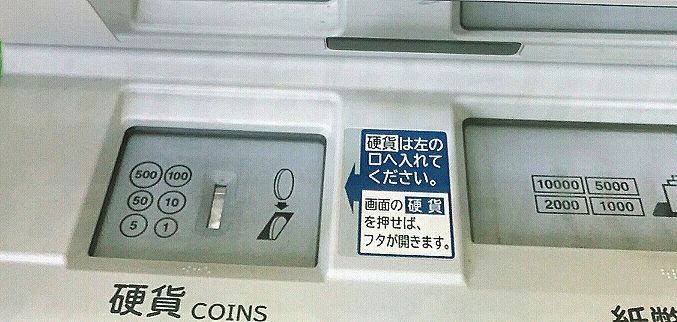 500 100
50 10
5 1
硬貨は左の
口へ入れて
ください。
画面の 硬貨
を押せば、
フタが開きます。
10000 5000
2000 1000
硬貨 COINS
紙幣